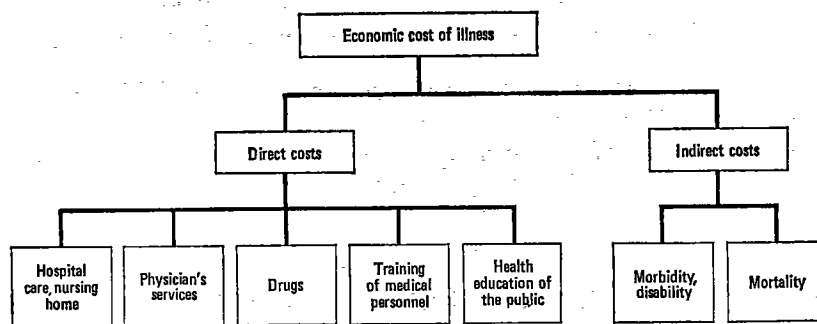 Economic cost of illness
Direct costs
Indirect costs
Hospital
care, nursing
home
Physician's
services
Drugs
Training
of medical
personnel
Health
education of
the public
Morbidity,
disability
Mortality